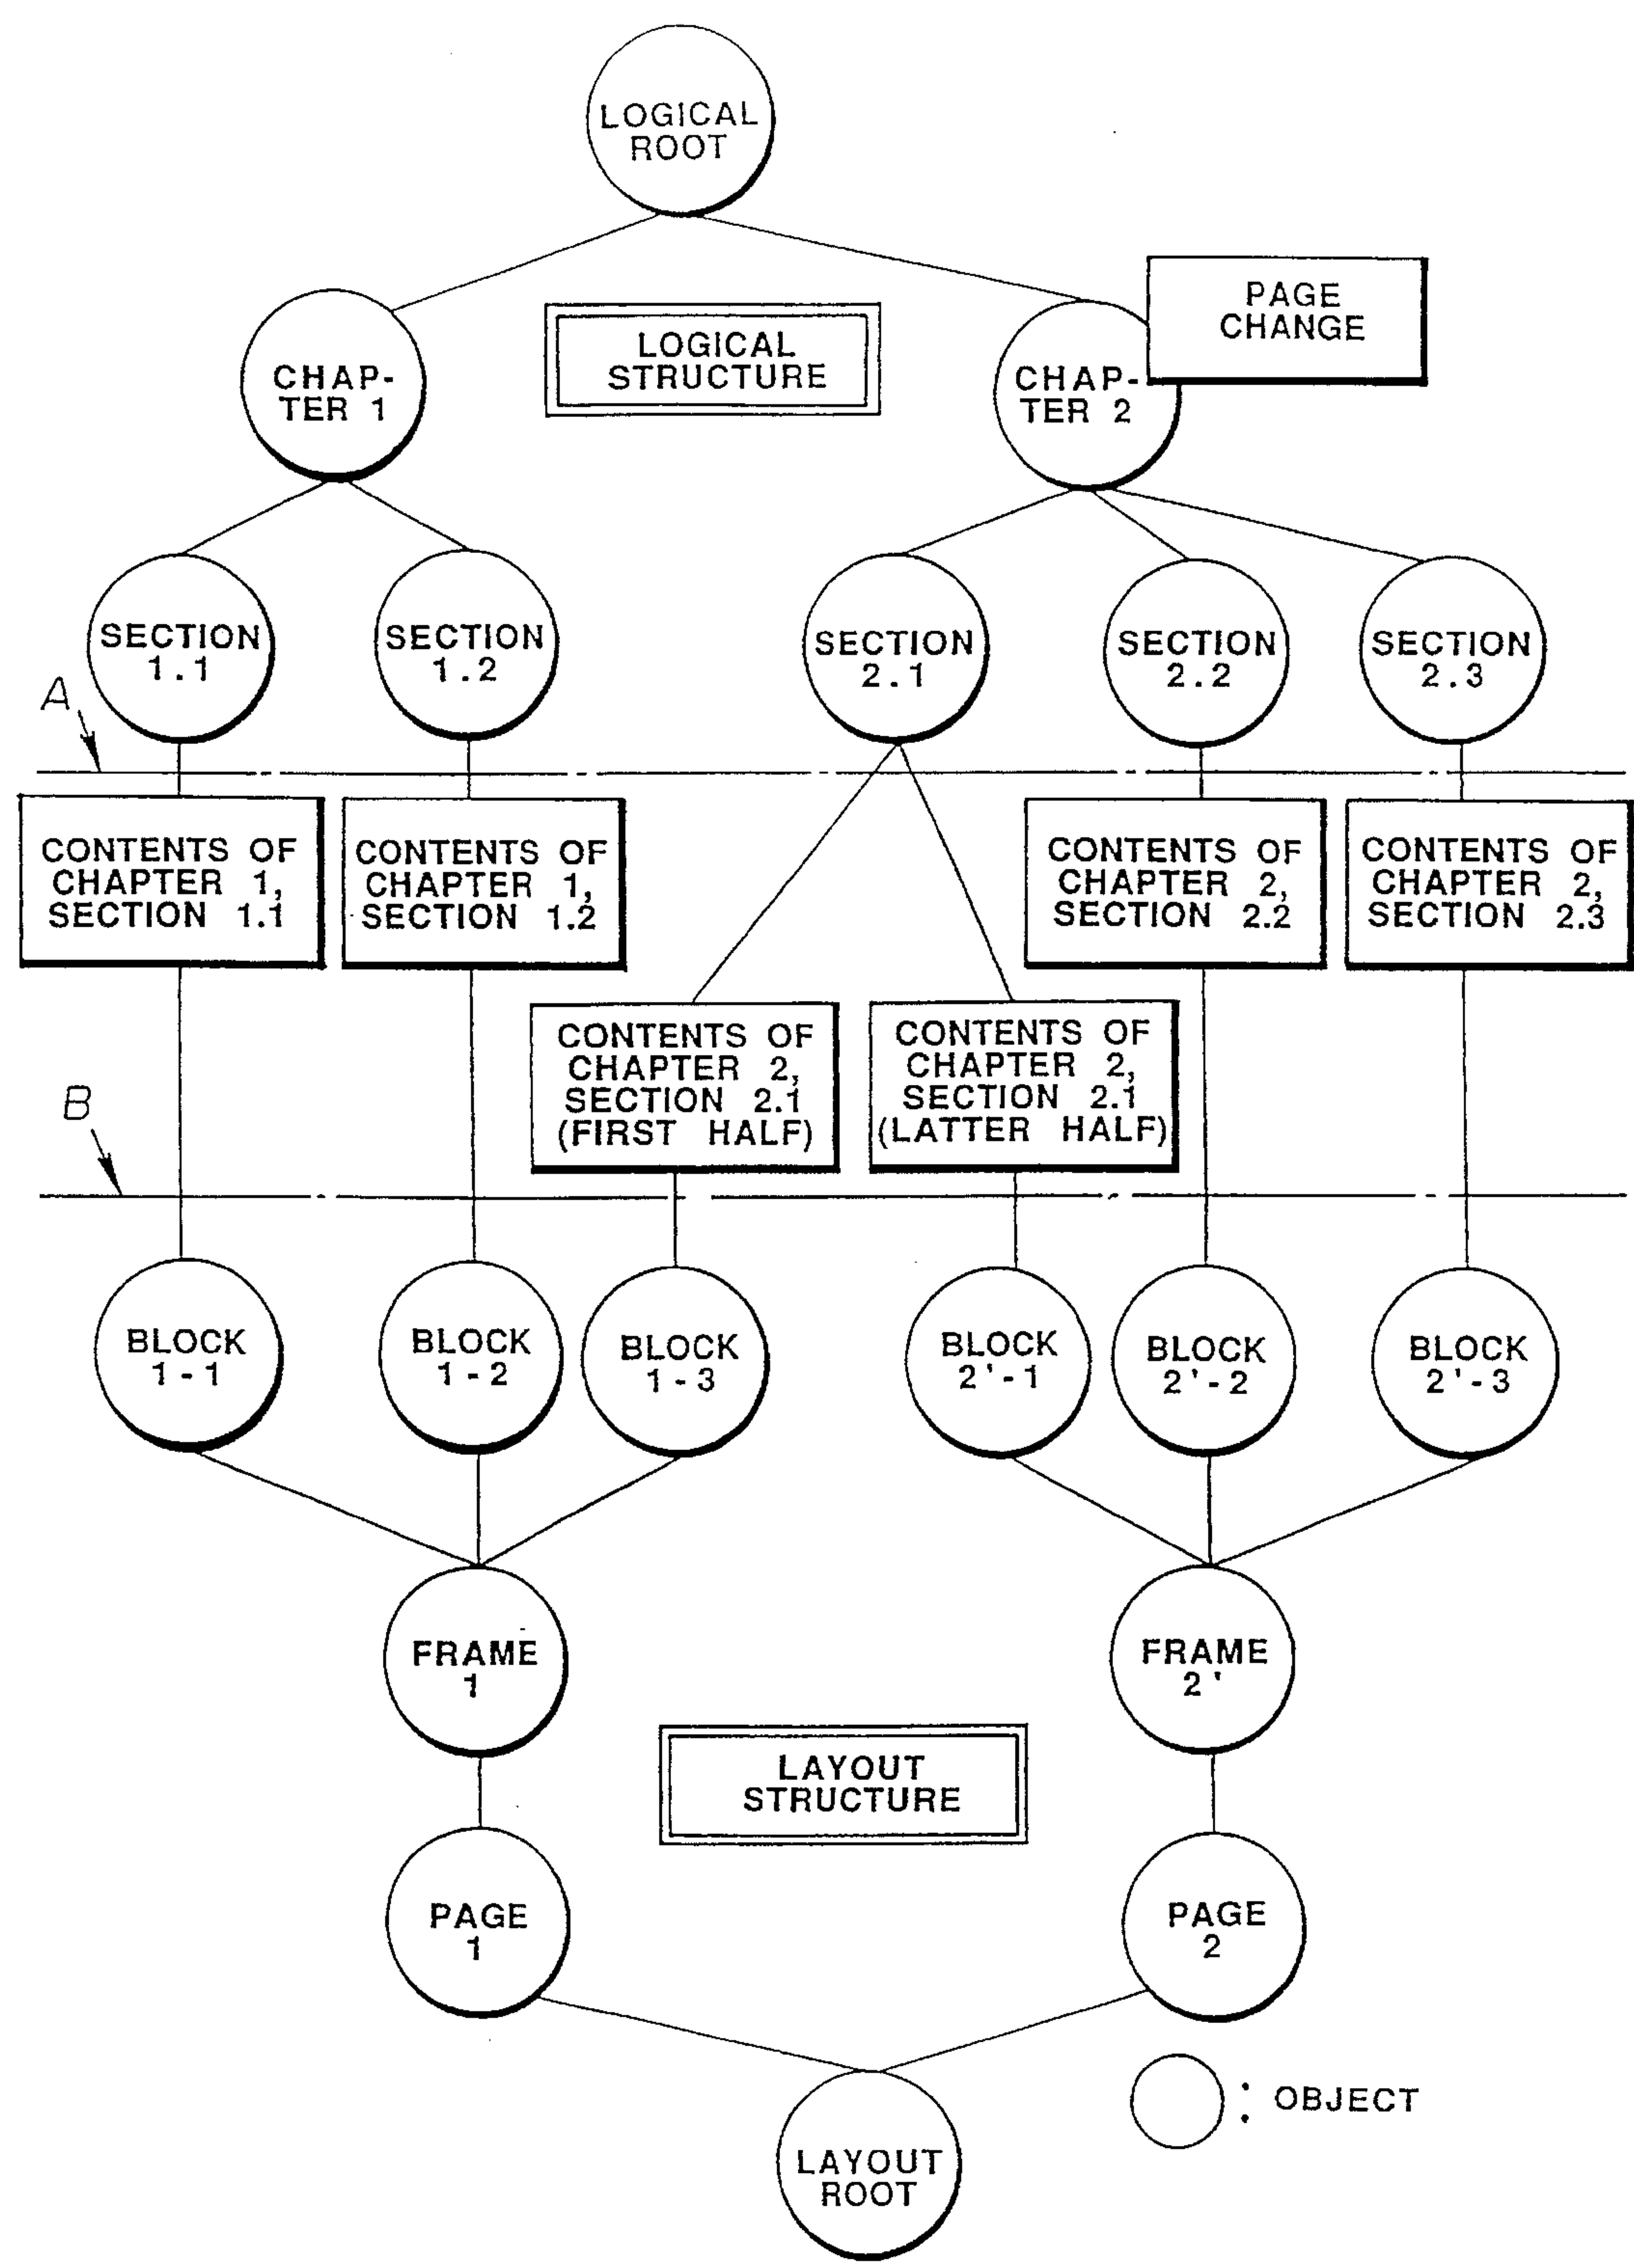 LOGICAL
ROOT
PAGE
CHANGE
LOGICAL
STRUCTURE
CHAP-
TER 1
CHAP-
TER 2
SECTION
1.1
SECTION
1.2
SECTION
2.1
SECTION
2.2
SECTION
2.3
A
CONTENTS OF
CHAPTER 1,
SECTION 1.1
CONTENTS OF
CHAPTER 1,
SECTION 1.2
CONTENTS OF
CHAPTER 2,
SECTION 2.2
CONTENTS OF
CHAPTER 2,
SECTION 2.3
CONTENTS OF
CHAPTER 2,
SECTION 2.1
(FIRST HALF)
CONTENTS OF
CHAPTER 2,
SECTION 2.1
(LATTER HALF)
B
BLOCK
1-1
BLOCK
1-2
BLOCK
1-3
BLOCK
2'-1
BLOCK
2'-2
BLOCK
2'-3
FRAME
1
FRAME
2'
LAYOUT
STRUCTURE
PAGE
1
PAGE
2
: OBJECT
LAYOUT
ROOT